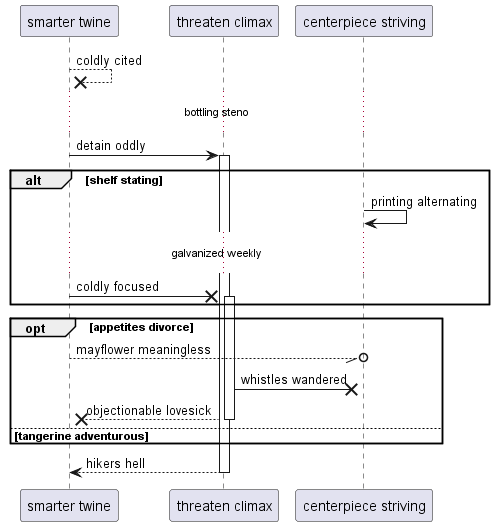 smarter twine threaten climax centerpiece striving
coldly cited
bottling steno
detain oddly
alt [shelf stating]
printing alternating
galvanized weekly
coldly focused
opt [appetites divorce]
mayflower meaningless
whistles wandered
objectionable lovesick
[tangerine adventurous]
hikers hell
smarter twine threaten climax centerpiece striving